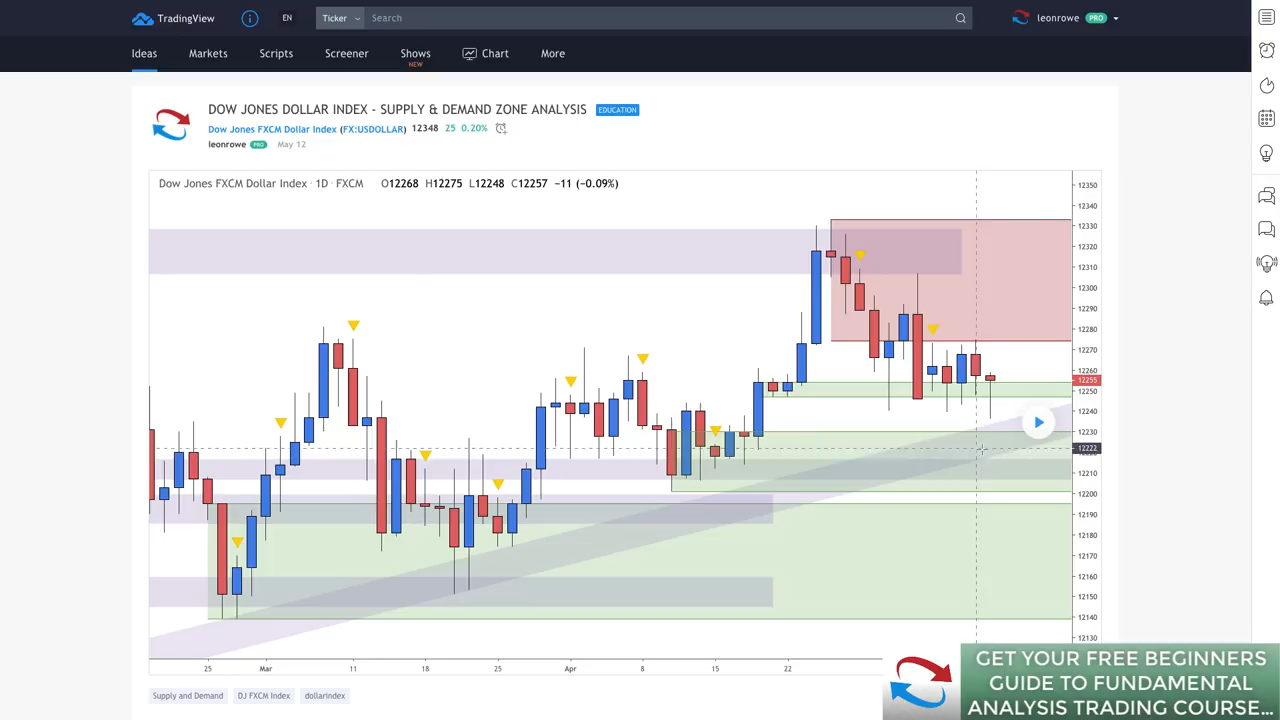 TradingView
EN
Ticker
Search
leonrowe PRO
Ideas
Markets
Scripts
Screener
Shows
NEW
Chart
More
DOW JONES DOLLAR INDEX - SUPPLY & DEMAND ZONE ANALYSIS EDUCATION
Dow Jones FXCM Dollar Index (FX:USDOLLAR) 12348 25 0.20%
leonrowe PRO May 12
Dow Jones FXCM Dollar Index · 1D · FXCM O12268 H12275 L12248 C12257 −11 (−0.09%)
12350
12340
12330
12320
12310
12300
12290
12280
12270
12260
12255
12250
12240
12230
12222
12210
12200
12190
12180
12170
12160
12150
12140
12130
25 Mar 11 18 25 Apr 8 15 22
Supply and Demand
DJ FXCM Index
dollarindex
GET YOUR FREE BEGINNERS
GUIDE TO FUNDAMENTAL
ANALYSIS TRADING COURSE...